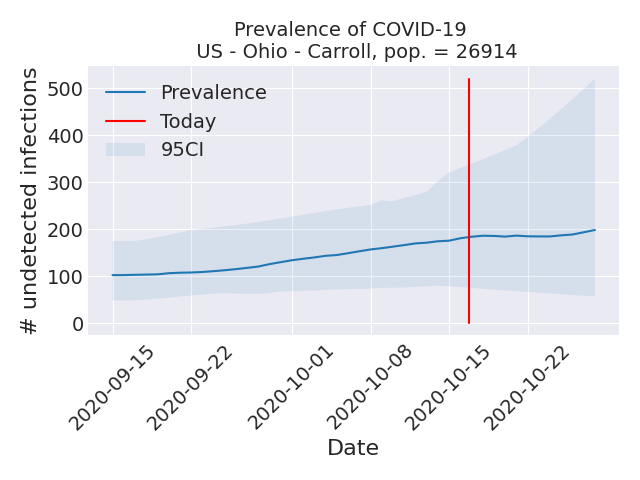 Prevalence of COVID-19
US - Ohio - Carroll, pop. = 26914
# undetected infections
500
400
300
200
100
0
Prevalence
Today
95CI
2020-09-15
2020-09-22
2020-10-01
2020-10-08
2020-10-15
2020-10-22
Date